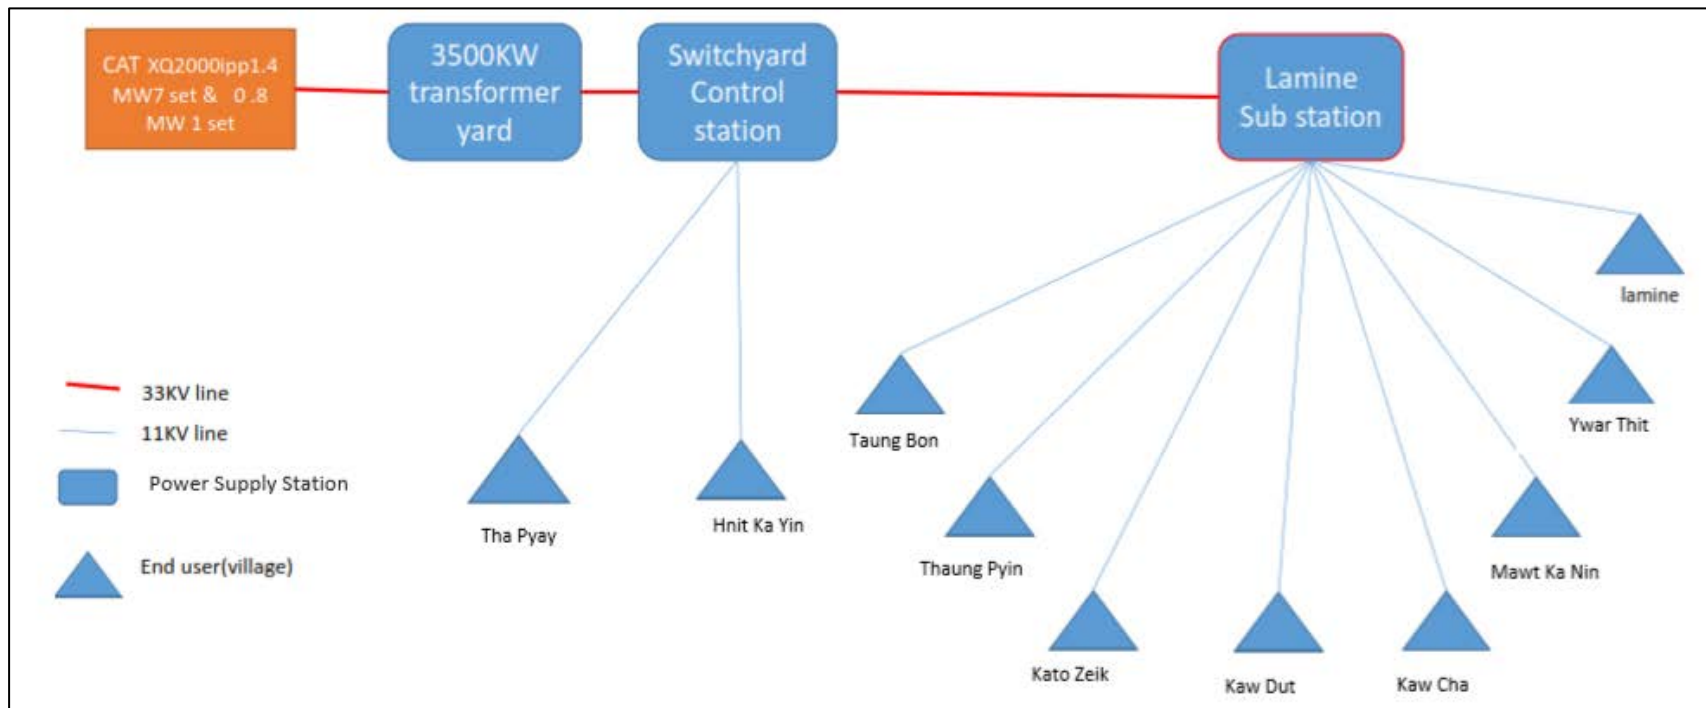 CAT XQ2000ipp1.4
MW7 set & 0 .8
MW 1 set
3500KW
transformer
yard
Switchyard
Control
station
Lamine
Sub station
lamine
Ywar Thit
Taung Bon
Mawt Ka Nin
Thaung Pyin
Kato Zeik
Kaw Dut
Kaw Cha
Tha Pyay
Hnit Ka Yin
33KV line
11KV line
Power Supply Station
End user(village)